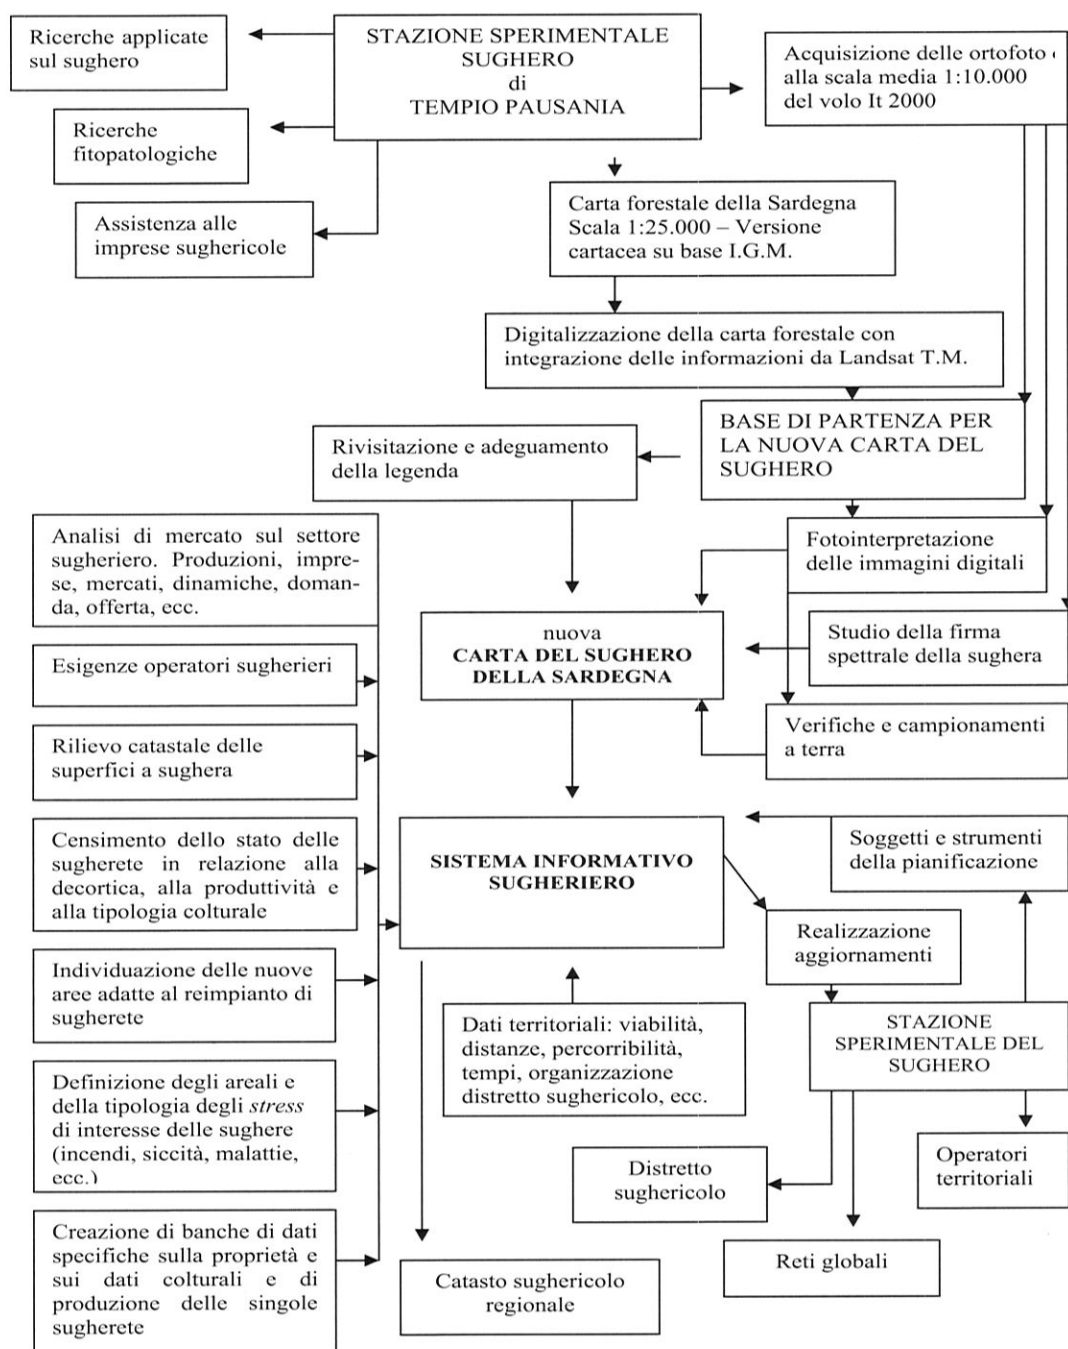 Ricerche applicate
sul sughero
STAZIONE SPERIMENTALE
SUGHERO
di
TEMPIO PAUSANIA
Acquisizione delle ortofoto
alla scala media 1:10.000
del volo It 2000
Ricerche
fitopatologiche
Assistenza alle
imprese sughericole
Carta forestale della Sardegna
Scala 1:25.000 – Versione
cartacea su base I.G.M.
Digitalizzazione della carta forestale con
integrazione delle informazioni da Landsat T.M.
BASE DI PARTENZA PER
LA NUOVA CARTA DEL
SUGHERO
Rivisitazione e adeguamento
della legenda
Analisi di mercato sul settore
sugheriero. Produzioni, impre-
se, mercati, dinamiche, doman-
da, offerta, ecc.
Fotointerpretazione
delle immagini digitali
nuova
CARTA DEL SUGHERO
DELLA SARDEGNA
Studio della firma
spettrale della sughera
Esigenze operatori sugherieri
Verifiche e campionamenti
a terra
Rilievo catastale delle
superfici a sughera
Censimento dello stato delle
sugherete in relazione alla
decortica, alla produttività e
alla tipologia colturale
SISTEMA INFORMATIVO
SUGHERIERO
Soggetti e strumenti
della pianificazione
Realizzazione
aggiornamenti
Individuazione delle nuove
aree adatte al reimpianto di
sugherete
Dati territoriali: viabilità,
distanze, percorribilità,
tempi, organizzazione
distretto sughericolo, ecc.
STAZIONE
SPERIMENTALE DEL
SUGHERO
Definizione degli areali e
della tipologia degli stress
di interesse delle sughere
(incendi, siccità, malattie,
ecc.)
Distretto
sughericolo
Operatori
territoriali
Creazione di banche di dati
specifiche sulla proprietà e
sui dati colturali e di
produzione delle singole
sugherete
Catasto sughericolo
regionale
Reti globali